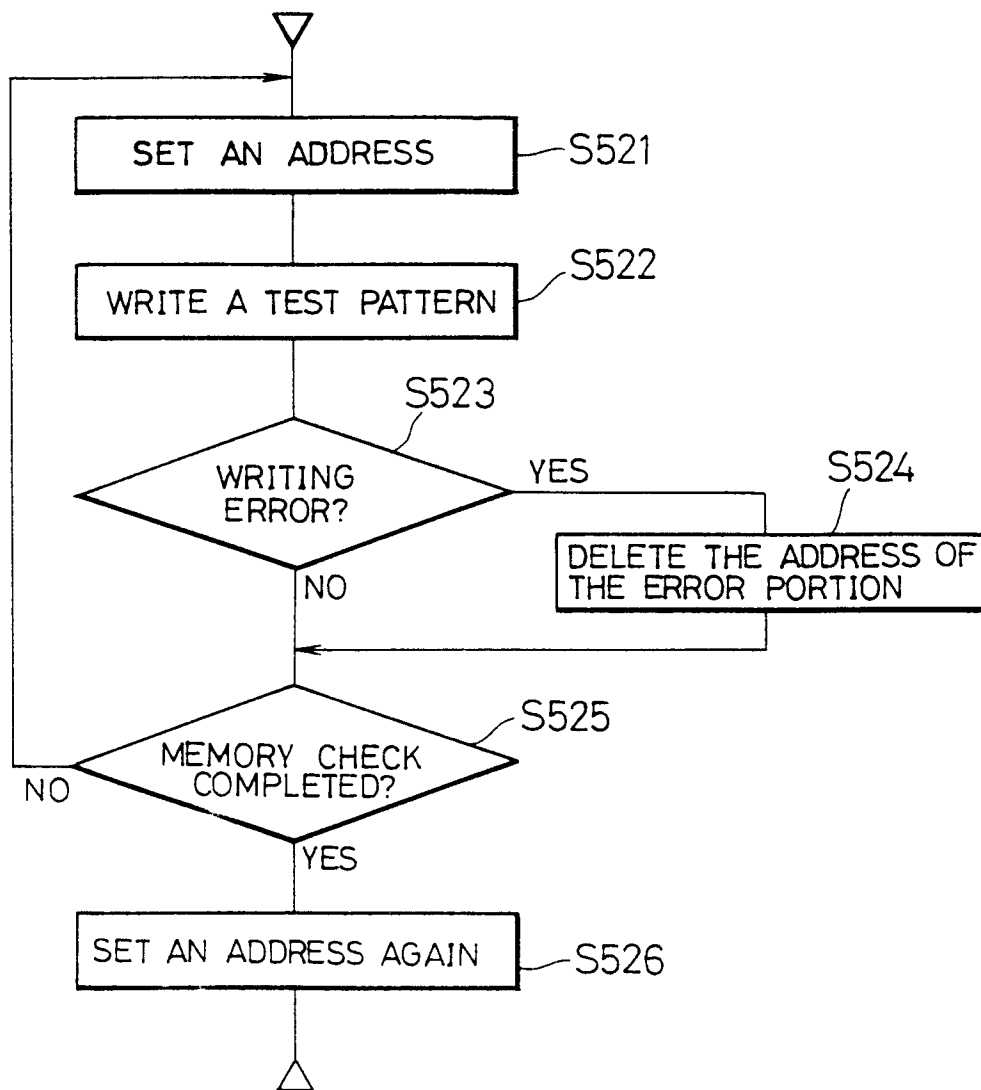 SET AN ADDRESS
S521
WRITE A TEST PATTERN
S522
S523
WRITING
ERROR?
YES
NO
S524
DELETE THE ADDRESS OF
THE ERROR PORTION
S525
MEMORY CHECK
COMPLETED?
NO
YES
SET AN ADDRESS AGAIN
S526